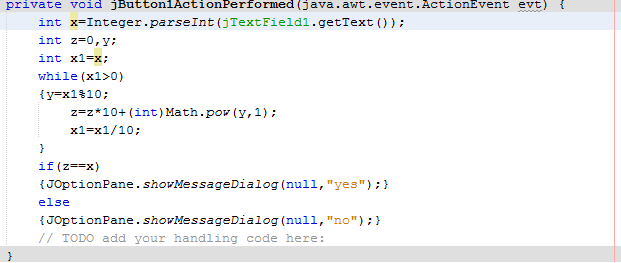 private void jButton1ActionPerformed(java.awt.event.ActionEvent evt) {
int x=Integer.parseInt(jTextField1.getText());
int z=0,y;
int x1=x;
while(x1>0)
{y=x1%10;
z=z*10+(int)Math.pow(y,1);
x1=x1/10;
}
if(z==x)
{JOptionPane.showMessageDialog(null,"yes");}
else
{JOptionPane.showMessageDialog(null,"no");}
// TODO add your handling code here:
}